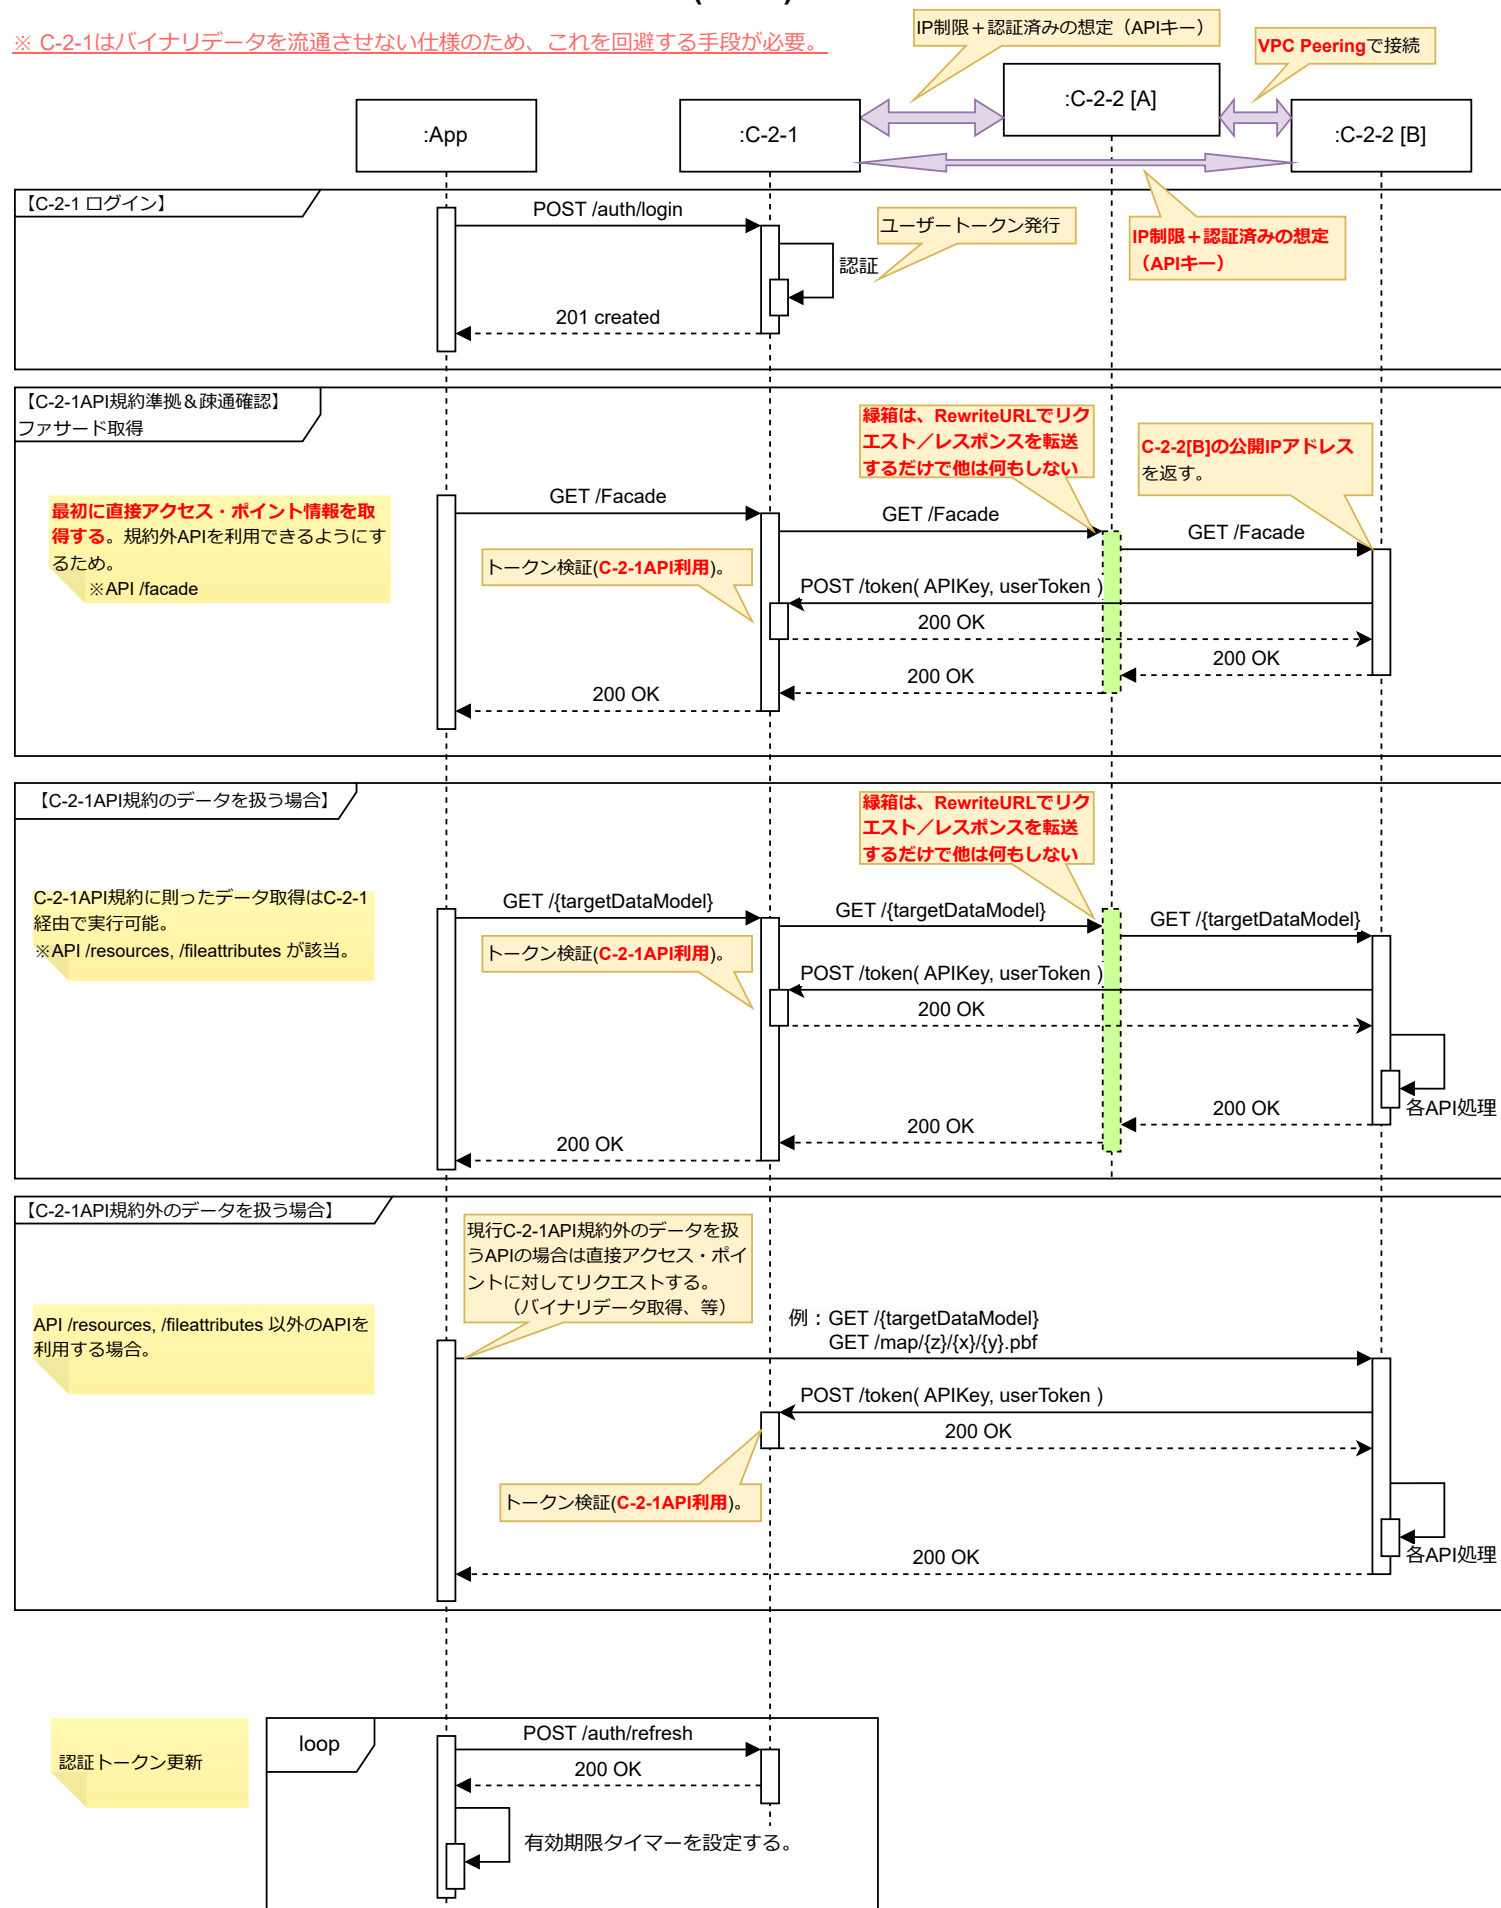 ※ C-2-1はバイナリデータを流通させない仕様のため、これを回避する手段が必要。
IP制限＋認証済みの想定（APIキー）
VPC Peeringで接続
:App
:C-2-1
:C-2-2 [A]
:C-2-2 [B]
【C-2-1 ログイン】
POST /auth/login
ユーザートークン発行
IP制限＋認証済みの想定
（APIキー）
認証
201 created
【C-2-1API規約準拠＆疎通確認】
ファサード取得
緑箱は、RewriteURLでリク
エスト／レスポンスを転送
するだけで他は何もしない
C-2-2[B]の公開IPアドレス
を返す。
最初に直接アクセス・ポイント情報を取
得する。規約外APIを利用できるようにす
るため。
※API /facade
GET /Facade
GET /Facade
GET /Facade
トークン検証(C-2-1API利用)。
POST /token( APIKey, userToken )
200 OK
200 OK
200 OK
200 OK
【C-2-1API規約のデータを扱う場合】
緑箱は、RewriteURLでリク
エスト／レスポンスを転送
するだけで他は何もしない
C-2-1API規約に則ったデータ取得はC-2-1
経由で実行可能。
※API /resources, /fileattributes が該当。
GET /{targetDataModel}
GET /{targetDataModel}
GET /{targetDataModel}
トークン検証(C-2-1API利用)。
POST /token( APIKey, userToken )
200 OK
各API処理
200 OK
200 OK
200 OK
【C-2-1API規約外のデータを扱う場合】
現行C-2-1API規約外のデータを扱
うAPIの場合は直接アクセス・ポイ
ントに対してリクエストする。
（バイナリデータ取得、等）
API /resources, /fileattributes 以外のAPIを
利用する場合。
例：GET /{targetDataModel}
GET /map/{z}/{x}/{y}.pbf
POST /token( APIKey, userToken )
200 OK
トークン検証(C-2-1API利用)。
各API処理
200 OK
認証トークン更新
loop
POST /auth/refresh
200 OK
有効期限タイマーを設定する。